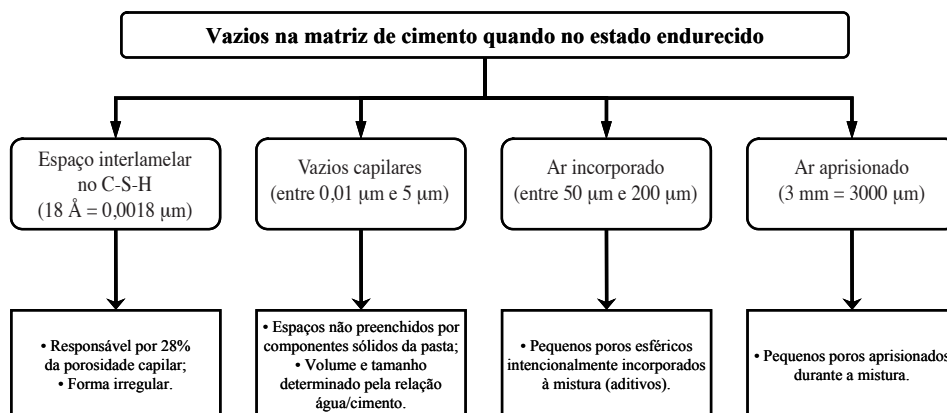 Vazios na matriz de cimento quando no estado endurecido
Espaço interlamelar
no C-S-H
(18 Å = 0,0018 µm)
Vazios capilares
(entre 0,01 µm e 5 µm)
Ar incorporado
(entre 50 µm e 200 µm)
Ar aprisionado
(3 mm = 3000 µm)
• Responsável por 28%
da porosidade capilar;
• Forma irregular.
• Espaços não preenchidos por
componentes sólidos da pasta;
• Volume e tamanho
determinado pela relação
água/cimento.
• Pequenos poros esféricos
intencionalmente incorporados
à mistura (aditivos).
• Pequenos poros aprisionados
durante a mistura.